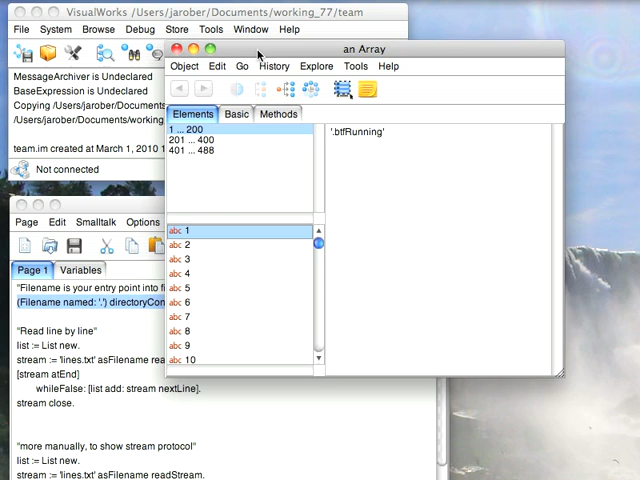 VisualWorks /Users/jarober/Documents/working_77/team
File System Browse Debug Store Tools Window Help
MessageArchiver is Undeclared
BaseExpression is Undeclared
Copying /Users/jarober/Documents
/Users/jarober/Documents/working
team.im created at March 1, 2010 1
Not connected
an Array
Object Edit Go History Explore Tools Help
Elements Basic Methods
1 ... 200
201 ... 400
401 ... 488
'.btfRunning'
abc 1
abc 2
abc 3
abc 4
abc 5
abc 6
abc 7
abc 8
abc 9
abc 10
Page Edit Smalltalk Options
Page 1 Variables
"Filename is your entry point into fi
(Filename named: '.') directoryCon
"Read line by line"
list := List new.
stream := 'lines.txt' asFilename rea
[stream atEnd]
whileFalse: [list add: stream nextLine].
stream close.
"more manually, to show stream protocol"
list := List new.
stream := 'lines.txt' asFilename readStream.